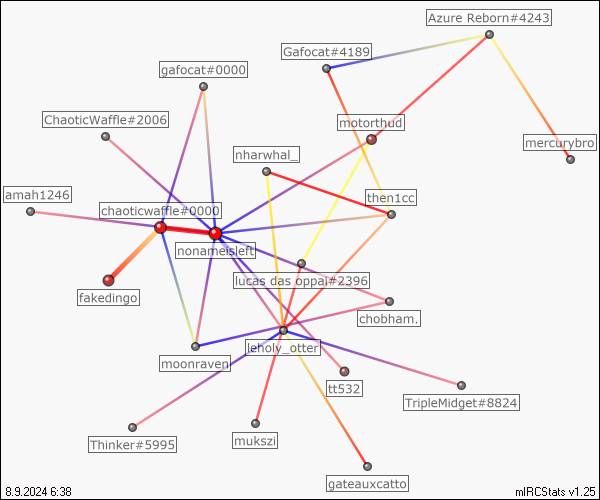 Azure Reborn#4243
Gafocat#4189
gafocat#0000
ChaoticWaffle#2006
motorthud
mercurybro
nharwhal_
amah1246
then1cc
chaoticwaffle#0000
nonameisleft
lucas das oppai#2396
fakedingo
chobham.
leholy_otter
moonraven
tt532
TripleMidget#8824
Thinker#5995
mukszi
gateauxcatto
8.9.2024 6:38
mIRCStats v1.25